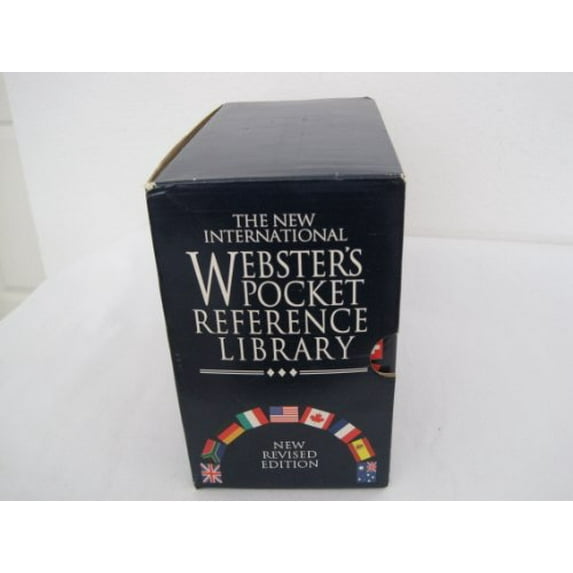 THE NEW
INTERNATIONAL
WEBSTER'S
POCKET
REFERENCE
LIBRARY
NEW
REVISED
EDITION